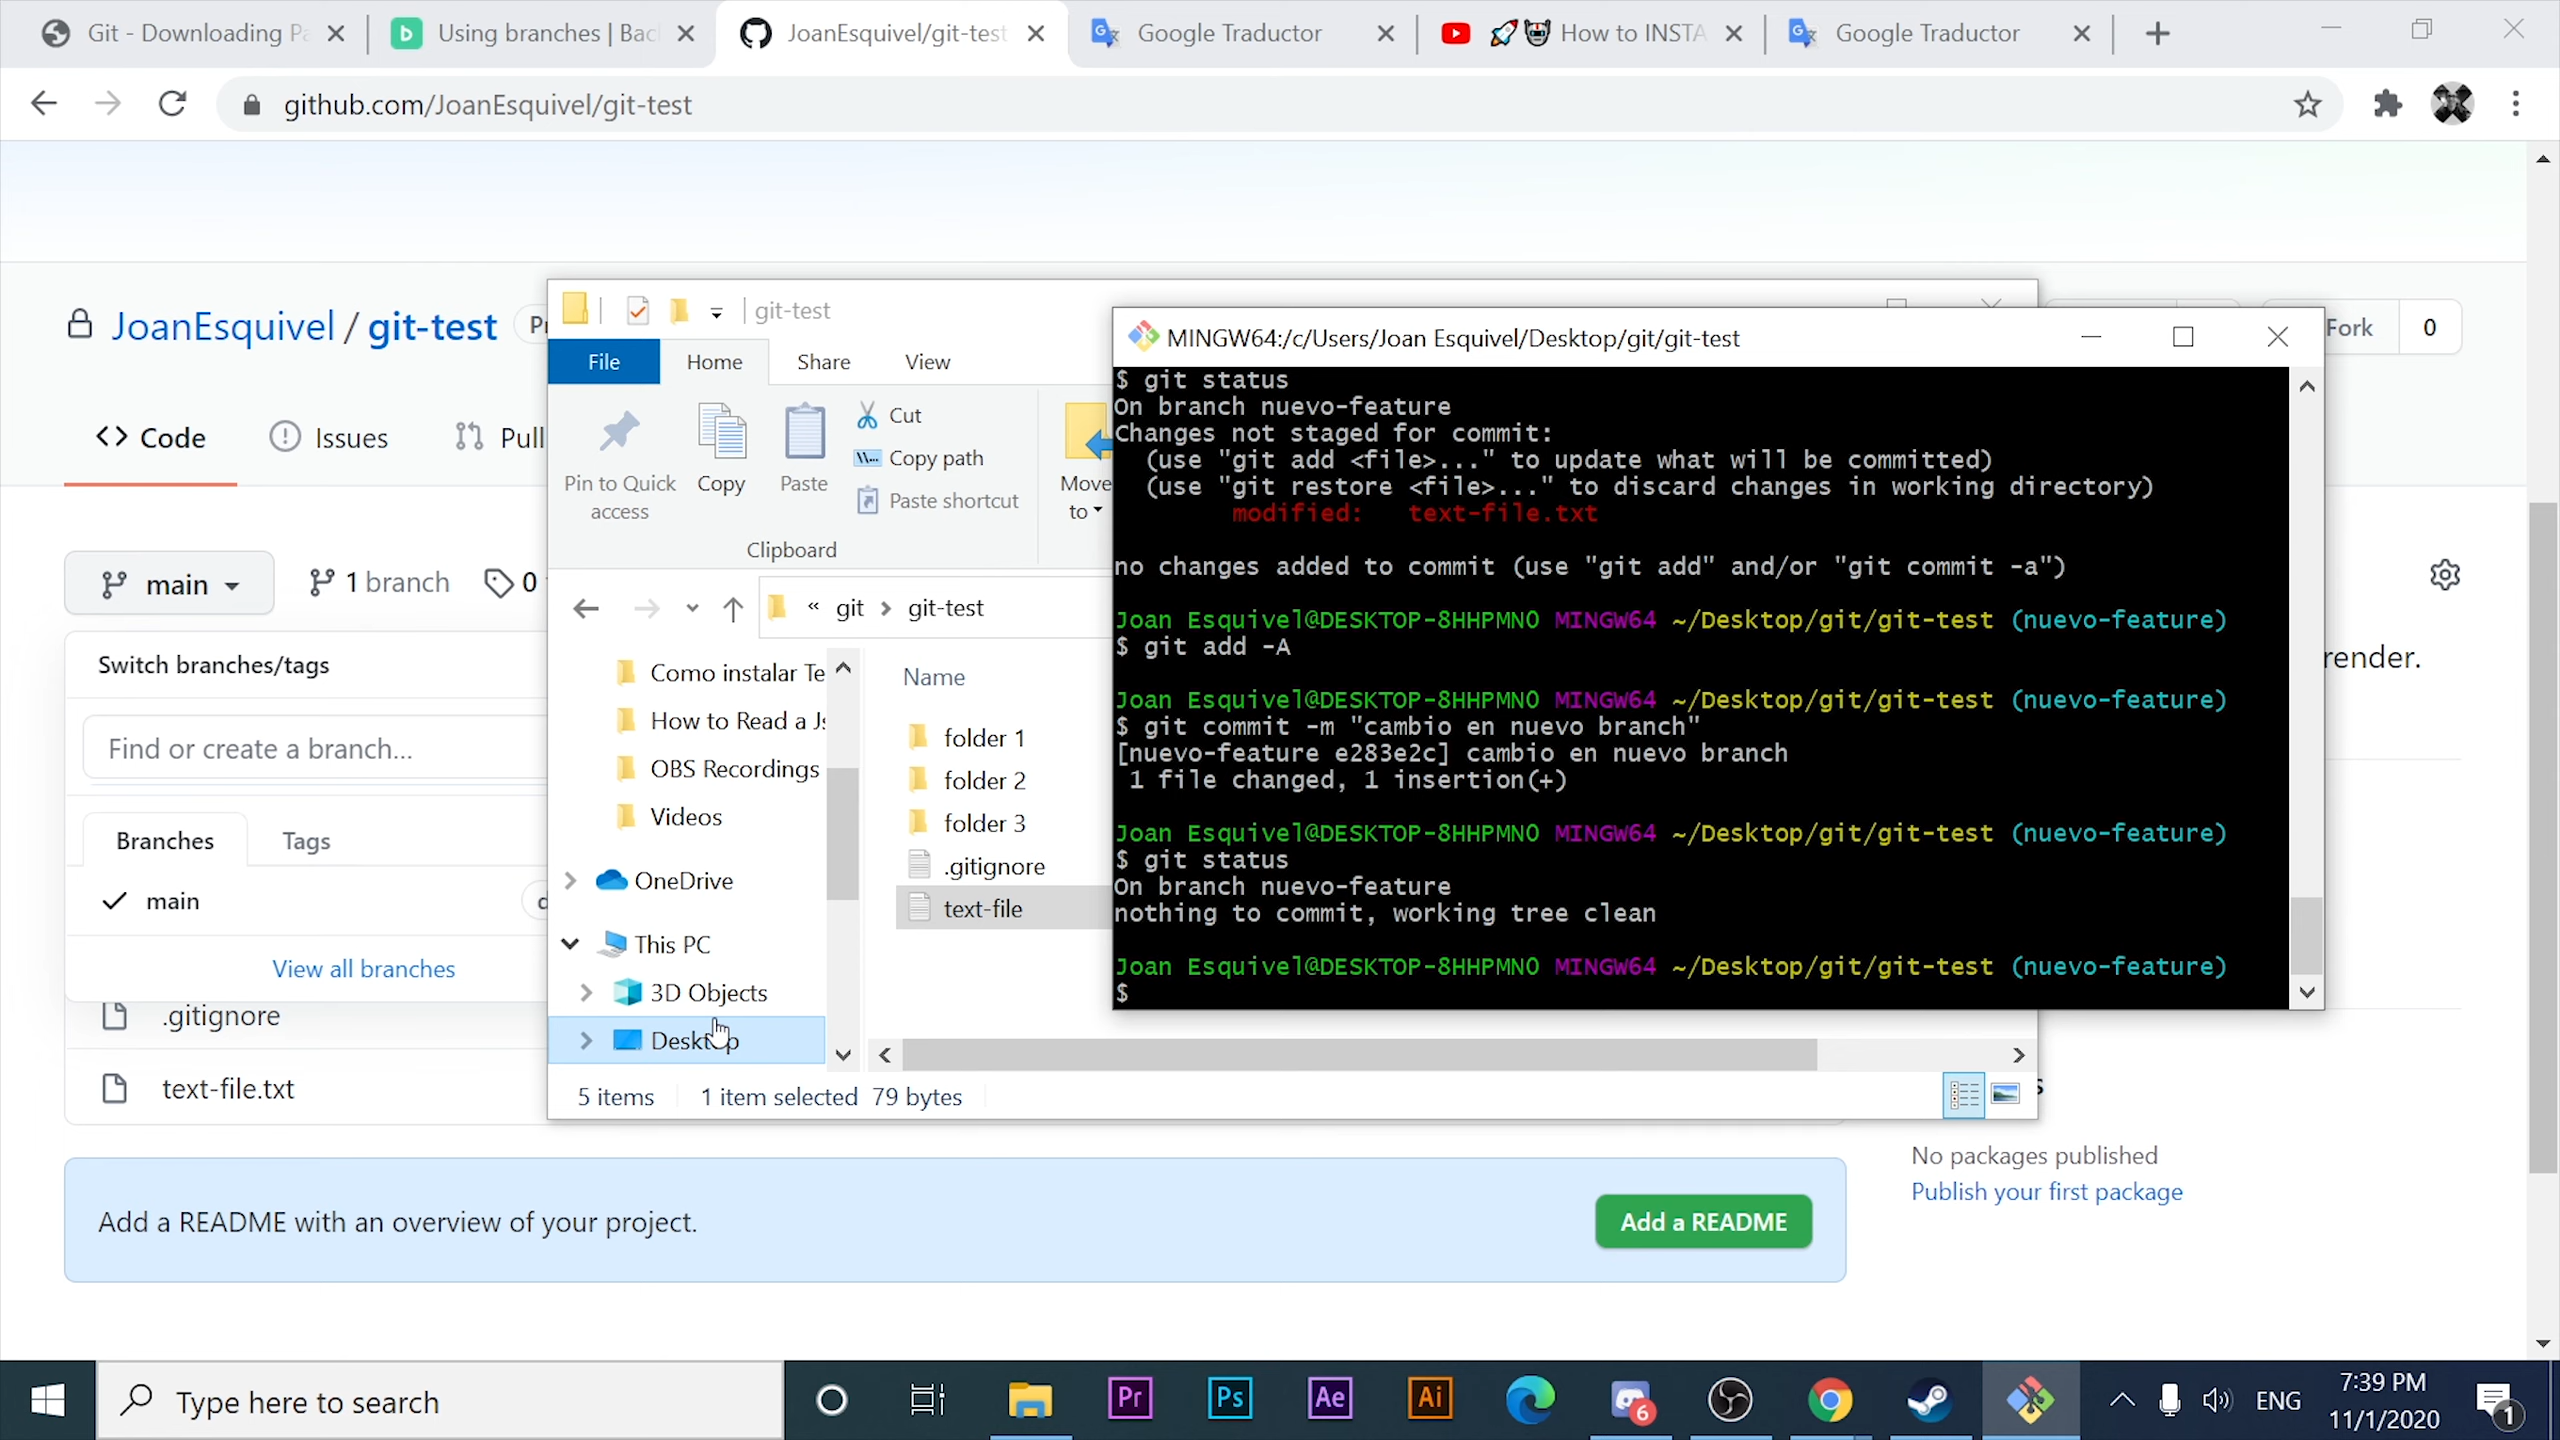 Git - Downloading Pa
Using branches | Bac
JoanEsquivel/git-test
Google Traductor
How to INSTA
Google Traductor
github.com/JoanEsquivel/git-test
JoanEsquivel / git-test
Fork 0
Code
Issues
Pull
main
1 branch
0
Switch branches/tags
Find or create a branch...
Branches
Tags
main
View all branches
.gitignore
text-file.txt
render.
Add a README with an overview of your project.
Add a README
No packages published
Publish your first package
git-test
File
Home
Share
View
Pin to Quick
access
Copy
Paste
Cut
Copy path
Paste shortcut
Clipboard
Move
to
« git > git-test
Como instalar Te
How to Read a Js
OBS Recordings
Videos
OneDrive
This PC
3D Objects
Desktop
Name
folder 1
folder 2
folder 3
.gitignore
text-file
5 items
1 item selected 79 bytes
MINGW64:/c/Users/Joan Esquivel/Desktop/git/git-test
$ git status
On branch nuevo-feature
Changes not staged for commit:
(use "git add <file>..." to update what will be committed)
(use "git restore <file>..." to discard changes in working directory)
modified: text-file.txt
no changes added to commit (use "git add" and/or "git commit -a")
Joan Esquivel@DESKTOP-8HHPMNO MINGW64 ~/Desktop/git/git-test (nuevo-feature)
$ git add -A
Joan Esquivel@DESKTOP-8HHPMNO MINGW64 ~/Desktop/git/git-test (nuevo-feature)
$ git commit -m "cambio en nuevo branch"
[nuevo-feature e283e2c] cambio en nuevo branch
1 file changed, 1 insertion(+)
Joan Esquivel@DESKTOP-8HHPMNO MINGW64 ~/Desktop/git/git-test (nuevo-feature)
$ git status
On branch nuevo-feature
nothing to commit, working tree clean
Joan Esquivel@DESKTOP-8HHPMNO MINGW64 ~/Desktop/git/git-test (nuevo-feature)
$
Type here to search
Pr
Ps
Ae
Ai
6
ENG
7:39 PM
11/1/2020
1